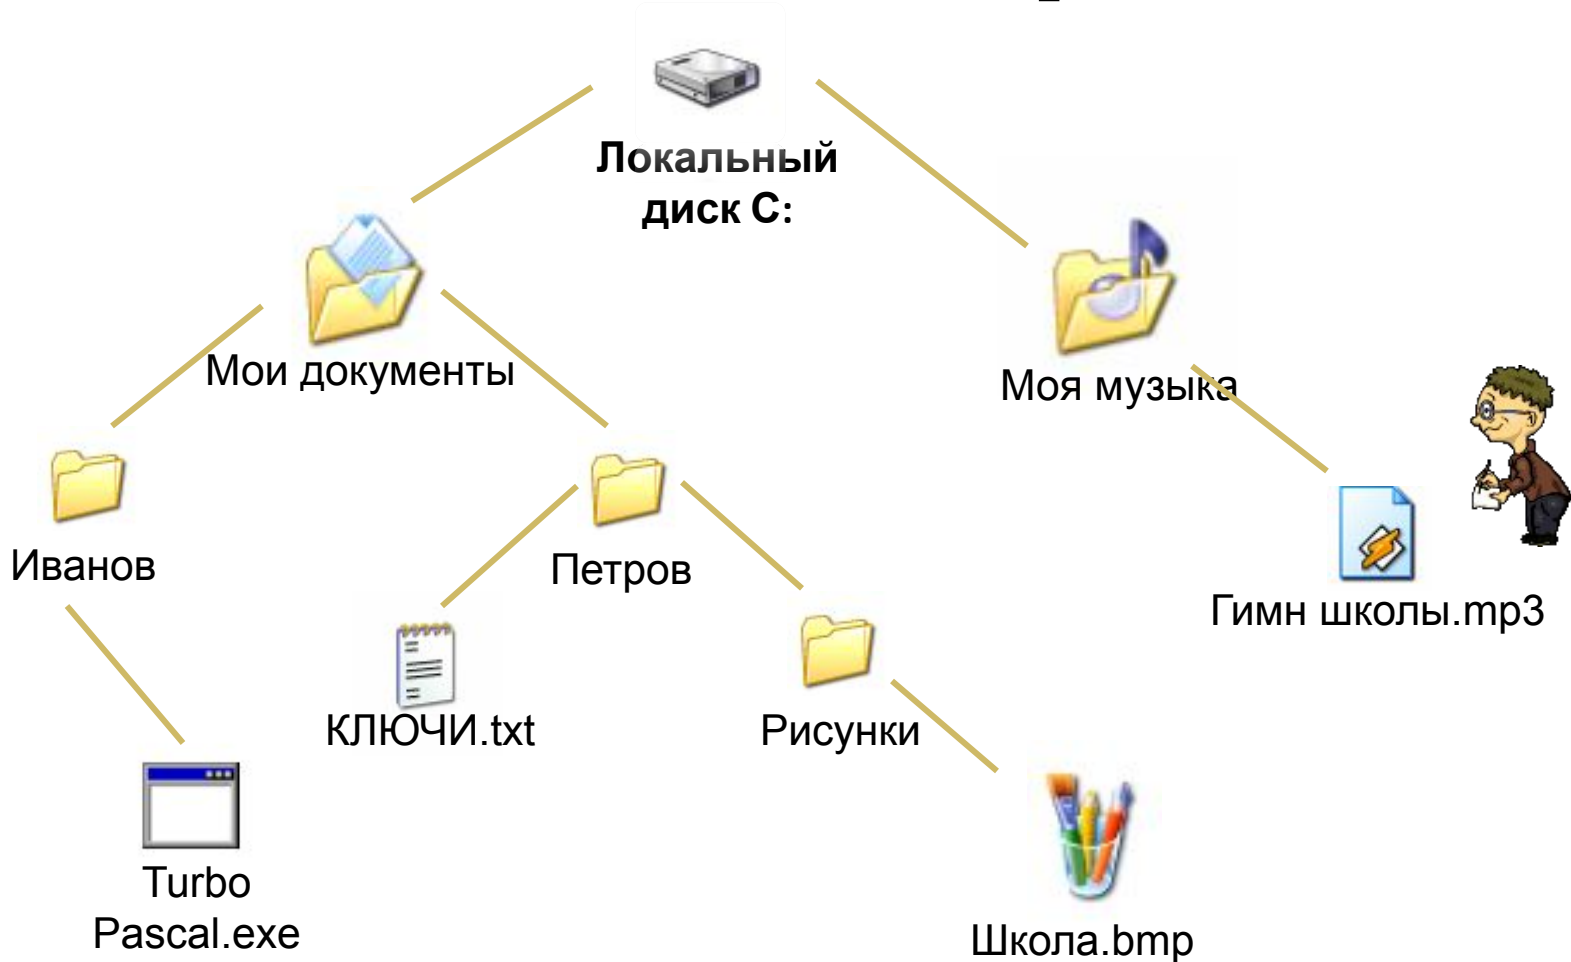 Локальный
диск C:
Мои документы
Моя музыка
Иванов
Петров
Гимн школы.mp3
КЛЮЧИ.txt
Рисунки
Turbo
Pascal.exe
Школа.bmp